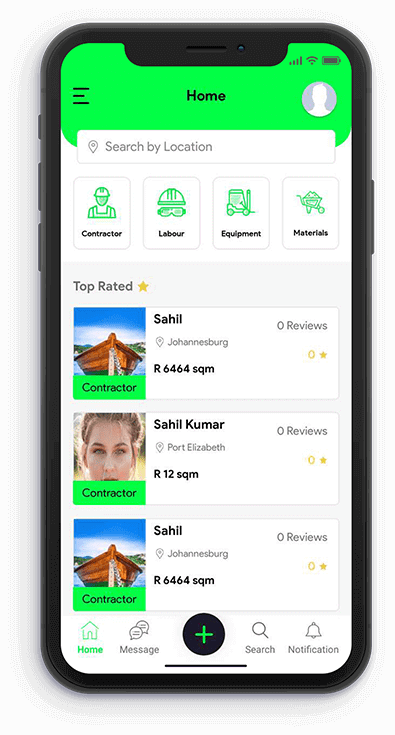 Home
Search by Location
Contractor
Labour
Equipment
Materials
Top Rated
Sahil
0 Reviews
Johannesburg
0
R 6464 sqm
Contractor
Sahil Kumar
0 Reviews
Port Elizabeth
0
R 12 sqm
Contractor
Sahil
0 Reviews
Johannesburg
0
R 6464 sqm
Contractor
Home
Message
Search
Notification